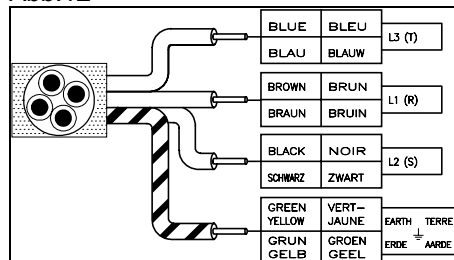 BLUE BLEU
BLAU BLAUW
L3 (T)
BROWN BRUN
BRAUN BRUIN
L1 (R)
BLACK NOIR
SCHWARZ ZWART
L2 (S)
GREEN YELLOW VERT-JAUNE
GRUN GELB GROEN GEEL
EARTH TERRE
ERDE AARDE